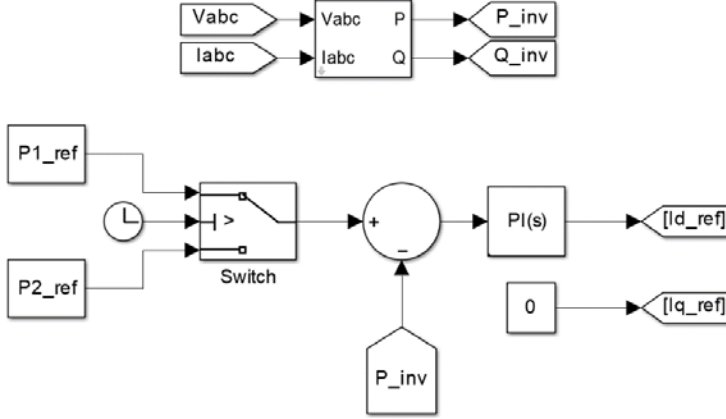 Vabc
Vabc
P
P_inv
Iabc
Iabc
Q
Q_inv
P1_ref
>
+
−
PI(s)
[Id_ref]
P2_ref
Switch
0
[Iq_ref]
P_inv